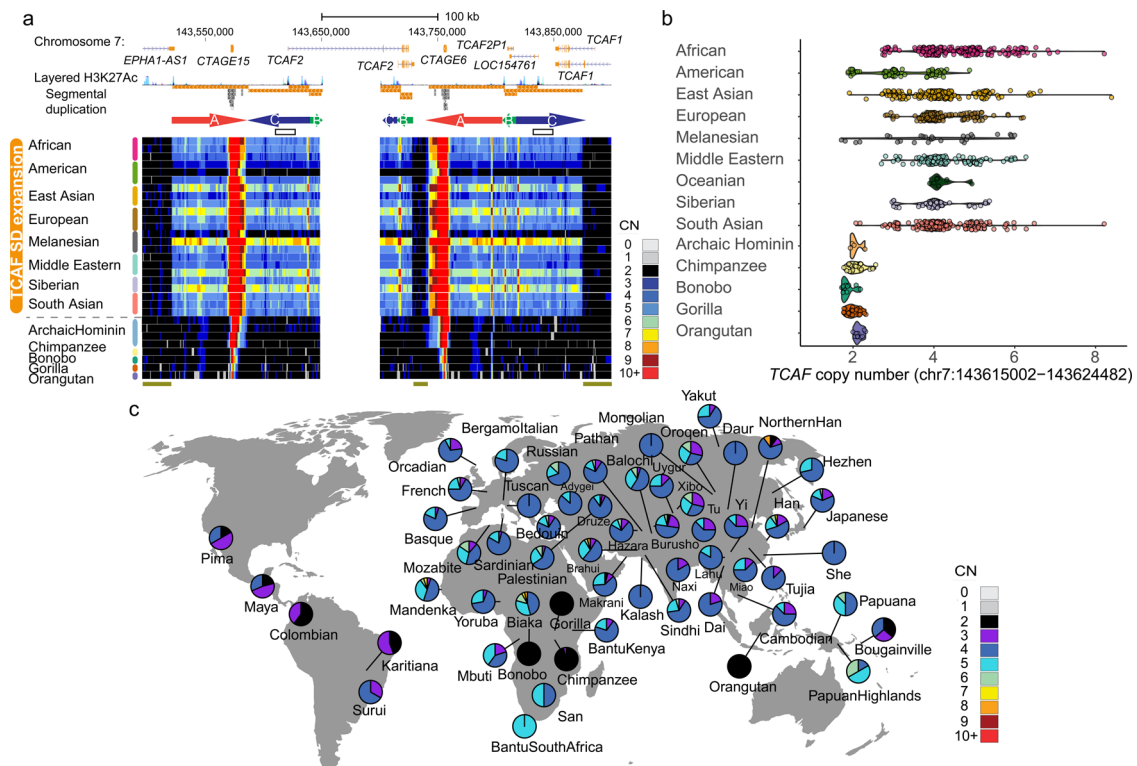 a
100 kb
Chromosome 7:
143,550,000
143,650,000
143,750,000
143,850,000
EPHA1-AS1
CTAGE15
TCAF2
TCAF2
TCAF2P1
CTAGE6
LOC154761
TCAF1
TCAF1
Layered H3K27Ac
Segmental
duplication
A C B C B A B C
TCAF SD expansion
African
American
East Asian
European
Melanesian
Middle Eastern
Siberian
South Asian
ArchaicHominin
Chimpanzee
Bonobo
Gorilla
Orangutan
CN
0
1
2
3
4
5
6
7
8
9
10+
b
African
American
East Asian
European
Melanesian
Middle Eastern
Oceanian
Siberian
South Asian
Archaic Hominin
Chimpanzee
Bonobo
Gorilla
Orangutan
2 4 6 8
TCAF copy number (chr7:143615002−143624482)
c
Yakut
Mongolian
Oroqen
Daur
NorthernHan
BergamoItalian
Pathan
Orcadian
Russian
Balochi
Uygur
Hezhen
French
Tuscan
Adygei
Xibo
Han
Basque
Bedouin
Druze
Tu
Yi
Japanese
Pima
Mozabite
Sardinian
Palestinian
Brahui
Hazara
Burusho
Lahu
Miao
She
Maya
Mandenka
Makrani
Naxi
Tujia
Colombian
Yoruba
Biaka
Gorilla
Kalash
Sindhi
Dai
Cambodian
Papuana
Karitiana
Mbuti
Bonobo
Chimpanzee
BantuKenya
Orangutan
Bougainville
Surui
San
PapuanHighlands
BantuSouthAfrica
CN
0
1
2
3
4
5
6
7
8
9
10+